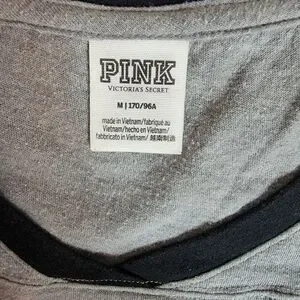 PINK
VICTORIA'S SECRET
M | 170/96A
made in Vietnam/fabriqué au
Vietnam/hecho en Vietnam/
fabbricato in Vietnam/ 越南制造